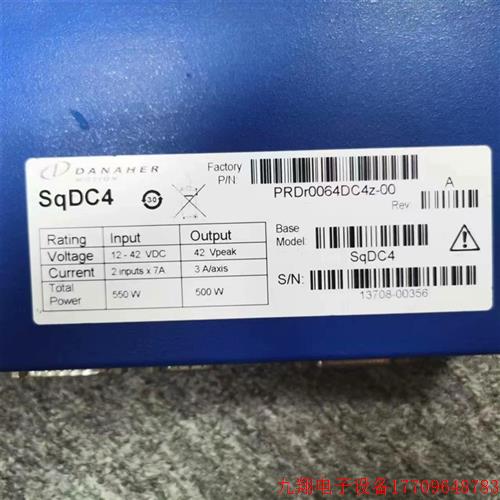 DANAHER
MOTION
SqDC4
30
Factory
P/N:
PRDr0064DC4z-00
Rev:
A
Rating Input Output
Voltage 12 - 42 VDC 42 Vpeak
Current 2 inputs x 7A 3 A/axis
Total
Power 550 W 500 W
Base
Model:
SqDC4
S/N:
13708-00356
九翔电子设备17709648783